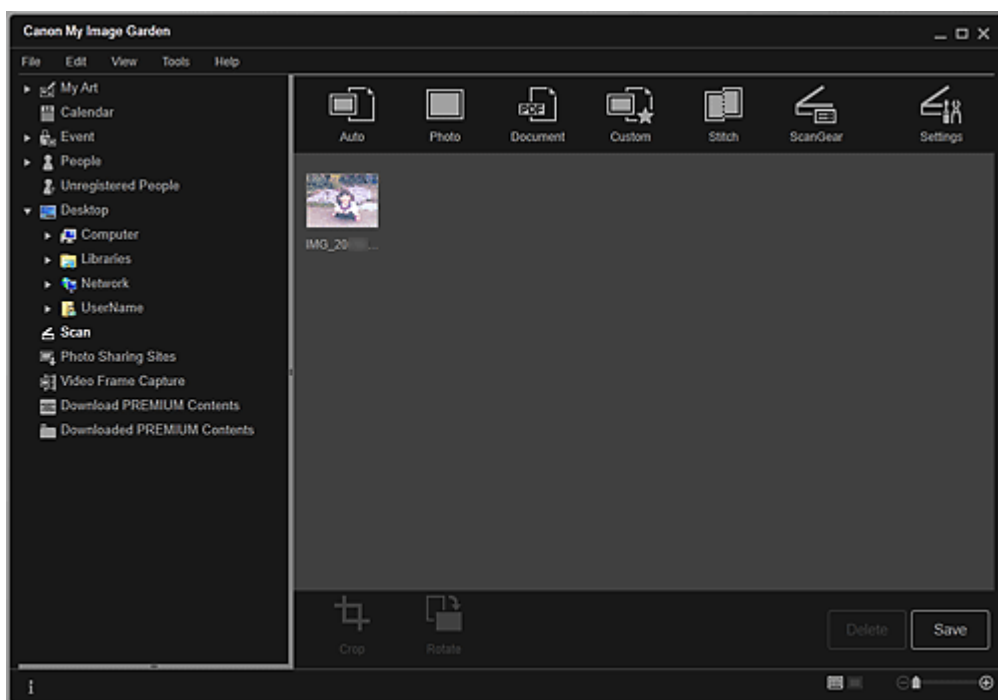 Canon My Image Garden
File Edit View Tools Help
My Art
Calendar
Event
People
Unregistered People
Desktop
Computer
Libraries
Network
UserName
Scan
Photo Sharing Sites
Video Frame Capture
Download PREMIUM Contents
Downloaded PREMIUM Contents
Auto Photo Document Custom Stitch ScanGear Settings
IMG_20 ...
Crop Rotate Delete Save